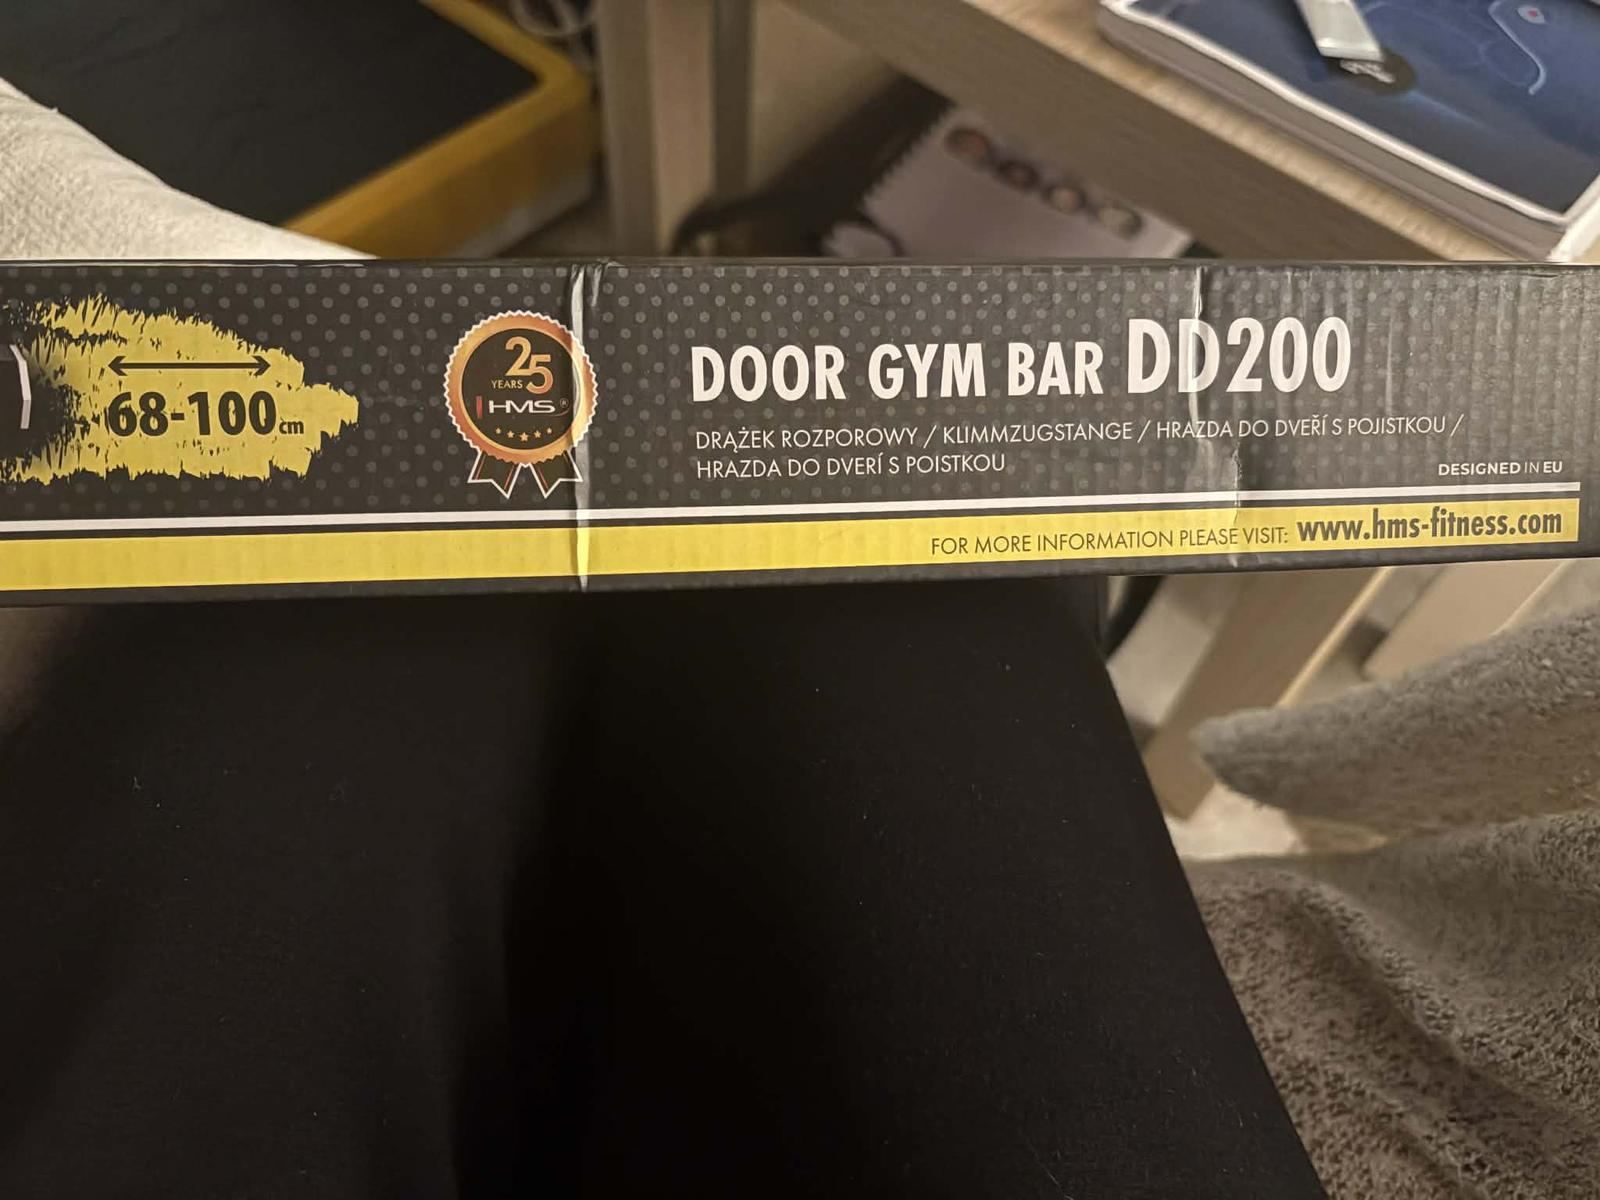 68-100cm
25
YEARS
HMS®
DOOR GYM BAR DD200
DRĄŻEK ROZPOROWY / KLIMMZUGSTANGE / HRAZDA DO DVEŘÍ S POJISTKOU /
HRAZDA DO DVERÍ S POISTKOU
DESIGNED IN EU
FOR MORE INFORMATION PLEASE VISIT: www.hms-fitness.com